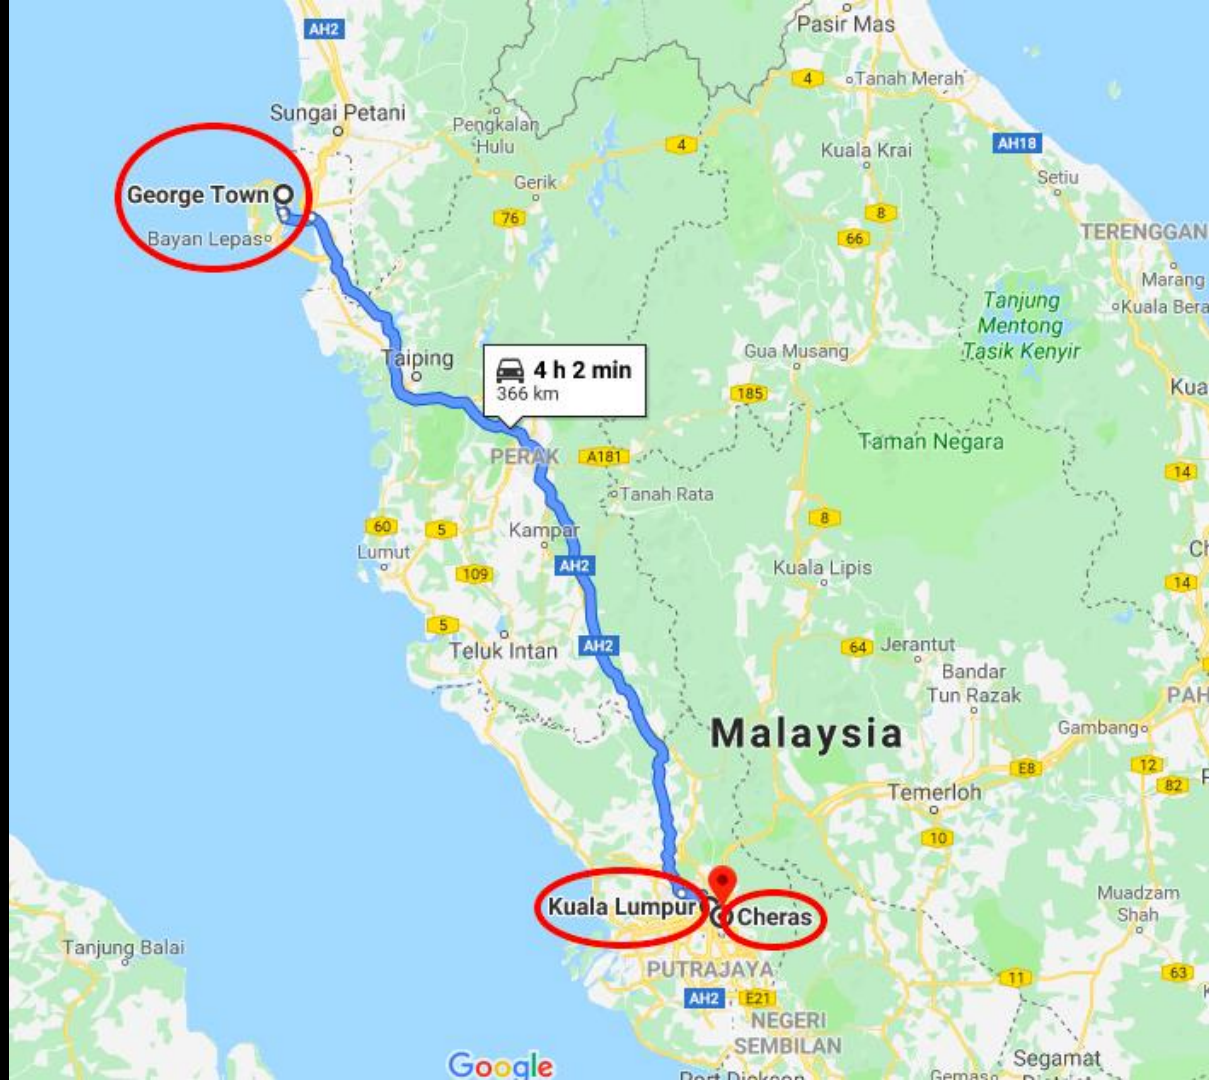 Pasir Mas
AH2
4
Tanah Merah
Sungai Petani
Pengkalan
Hulu
4
AH18
Kuala Krai
Setiu
Gerik
George Town
76
8
66
TERENGGAN
Bayan Lepas
Marang
Tanjung
Mentong
Tasik Kenyir
Kuala Bera
Taiping
Gua Musang
4 h 2 min
366 km
185
Kua
Taman Negara
PERAK
A181
14
Tanah Rata
60
5
Kampar
8
Lumut
AH2
109
Kuala Lipis
14
5
Teluk Intan
AH2
64
Jerantut
Bandar
Tun Razak
PAH
Malaysia
Gambang
E8
12
82
Temerloh
10
Kuala Lumpur
Cheras
Muadzam
Shah
Tanjung Balai
PUTRAJAYA
11
63
AH2
E21
NEGERI
SEMBILAN
Segamat
Google